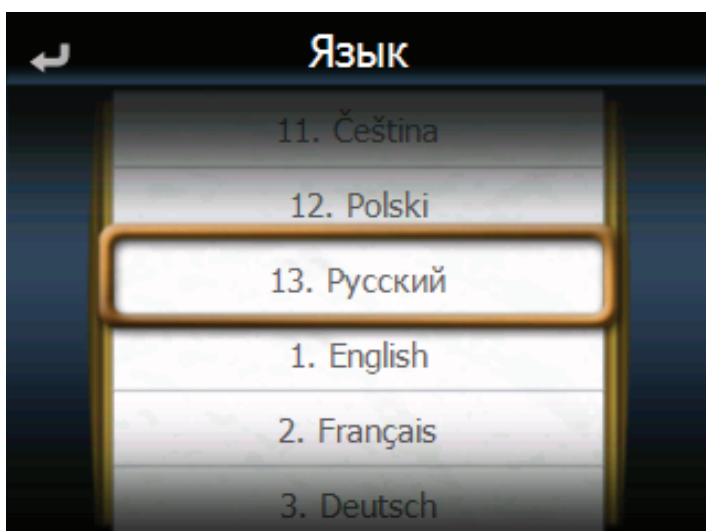 Язык
11. Čeština
12. Polski
13. Русский
1. English
2. Français
3. Deutsch